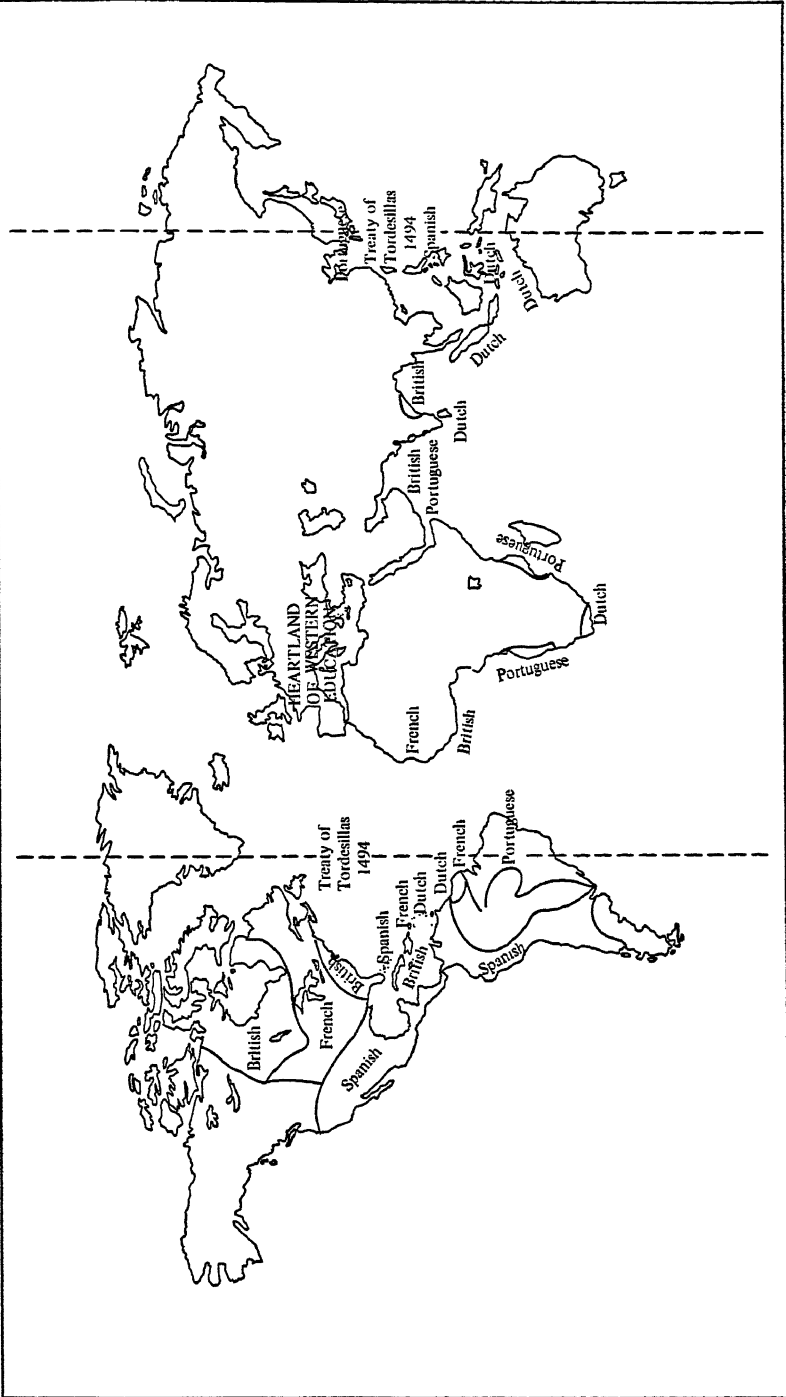 British
French
British
Spanish
Treaty of
Tordesillas
1494
Spanish
French
Dutch
British
Dutch
French
Portuguese
Spanish
HEARTLAND
OF WESTERN
EDUCATION
French
British
Portuguese
Dutch
Portuguese
British
Portuguese
British
Dutch
Portuguese
Treaty of
Tordesillas
1494
Spanish
Dutch
Dutch
Dutch